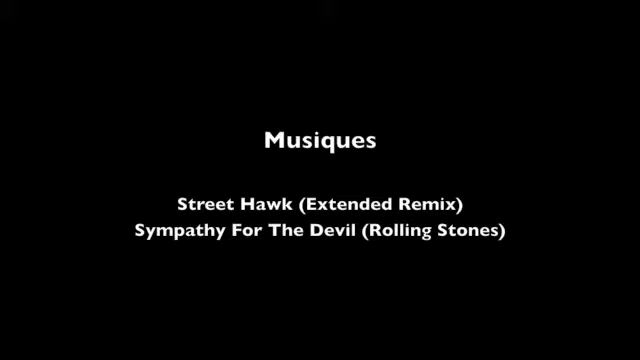 Musiques
Street Hawk (Extended Remix)
Sympathy For The Devil (Rolling Stones)